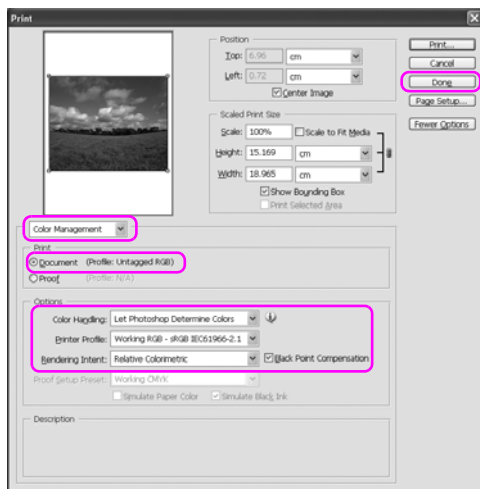 Print
Position
Top: 6.96 cm
Left: 0.72 cm
Center Image
Scaled Print Size
Scale: 100% Scale to Fit Media
Height: 15.169 cm
Width: 18.965 cm
Show Bounding Box
Print Selected Area
Print...
Cancel
Done
Page Setup...
Fewer Options
Color Management
Print
Document (Profile: Untagged RGB)
Proof (Profile: N/A)
Options
Color Handling: Let Photoshop Determine Colors
Printer Profile: Working RGB - sRGB IEC61966-2.1
Rendering Intent: Relative Colorimetric Black Point Compensation
Proof Setup Preset: Working CMYK
Simulate Paper Color Simulate Black Ink
Description